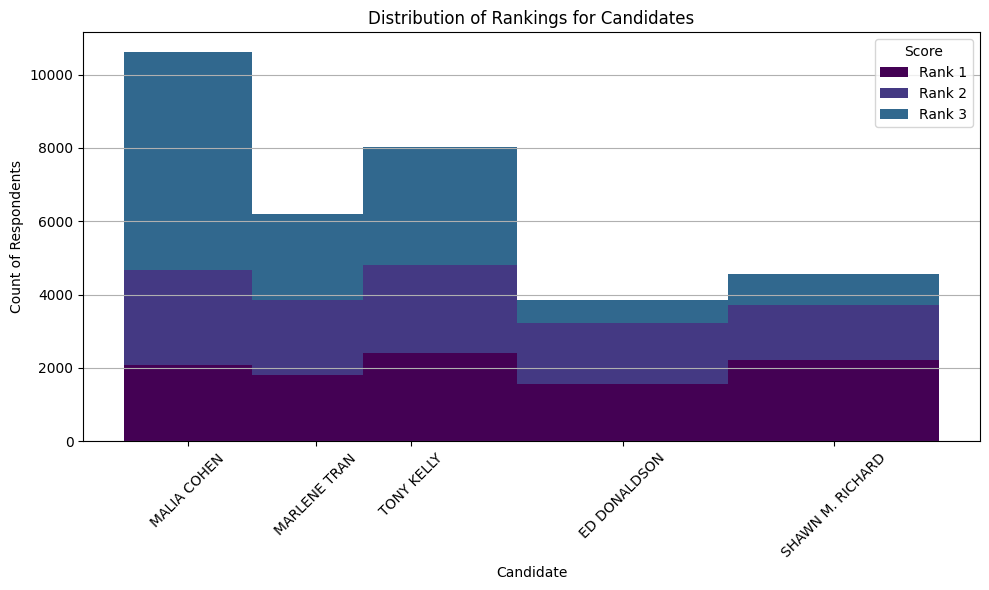 Distribution of Rankings for Candidates
Score
Rank 1
Rank 2
Rank 3
Count of Respondents
10000
8000
6000
4000
2000
0
MALIA COHEN
MARLENE TRAN
TONY KELLY
ED DONALDSON
SHAWN M. RICHARD
Candidate